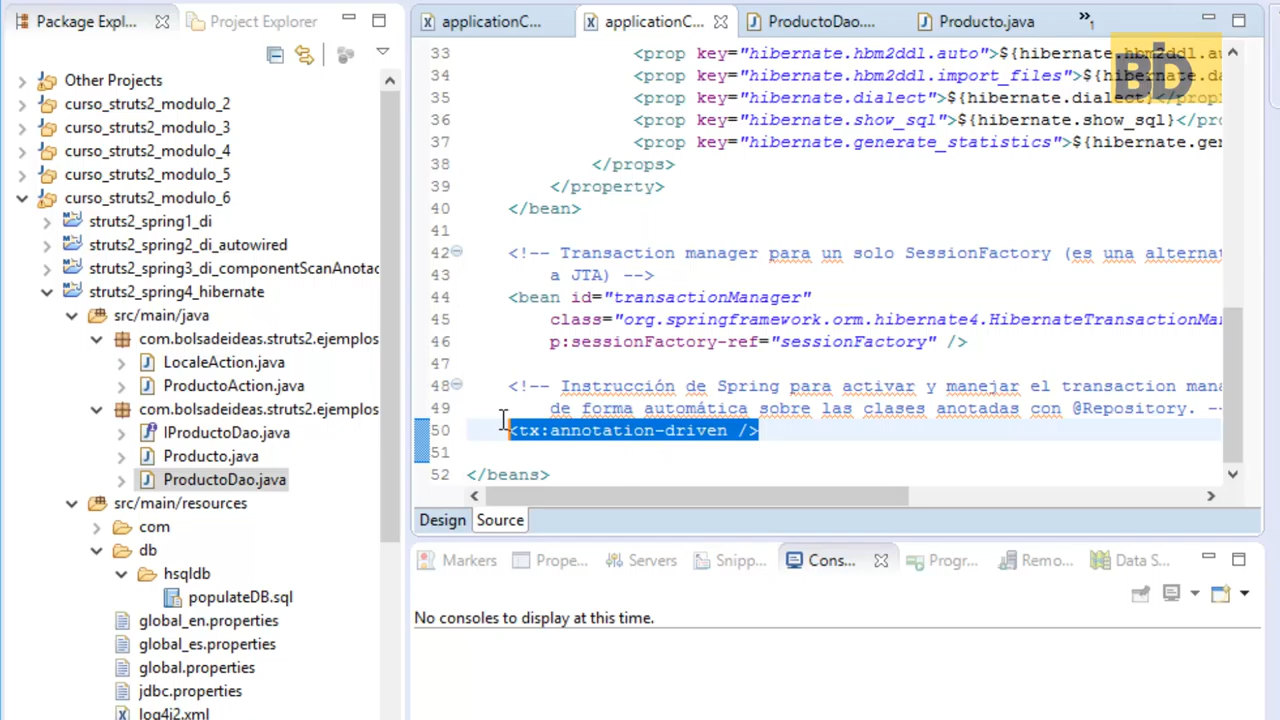 Package Expl...
Project Explorer
Other Projects
curso_struts2_modulo_2
curso_struts2_modulo_3
curso_struts2_modulo_4
curso_struts2_modulo_5
curso_struts2_modulo_6
struts2_spring1_di
struts2_spring2_di_autowired
struts2_spring3_di_componentScanAnotac
struts2_spring4_hibernate
src/main/java
com.bolsadeideas.struts2.ejemplos
LocaleAction.java
ProductoAction.java
com.bolsadeideas.struts2.ejemplos
IProductoDao.java
Producto.java
ProductoDao.java
src/main/resources
com
db
hsqldb
populateDB.sql
global_en.properties
global_es.properties
global.properties
jdbc.properties
log4j2.xml
applicationC...
applicationC...
ProductoDao....
Producto.java
»1
BD
33 <prop key="hibernate.hbm2ddl.auto">${hibernate.hbm2ddl.au
34 <prop key="hibernate.hbm2ddl.import_files">${hibernate.da
35 <prop key="hibernate.dialect">${hibernate.dialect}</prop>
36 <prop key="hibernate.show_sql">${hibernate.show_sql}</pro
37 <prop key="hibernate.generate_statistics">${hibernate.gen
38 </props>
39 </property>
40 </bean>
41
42 <!-- Transaction manager para un solo SessionFactory (es una alternat
43 a JTA) -->
44 <bean id="transactionManager"
45 class="org.springframework.orm.hibernate4.HibernateTransactionMan
46 p:sessionFactory-ref="sessionFactory" />
47
48 <!-- Instrucción de Spring para activar y manejar el transaction mana
49 de forma automática sobre las clases anotadas con @Repository. --
50 <tx:annotation-driven />
51
52 </beans>
Design
Source
Markers
Prope...
Servers
Snipp...
Cons...
Progr...
Remo...
Data S...
No consoles to display at this time.